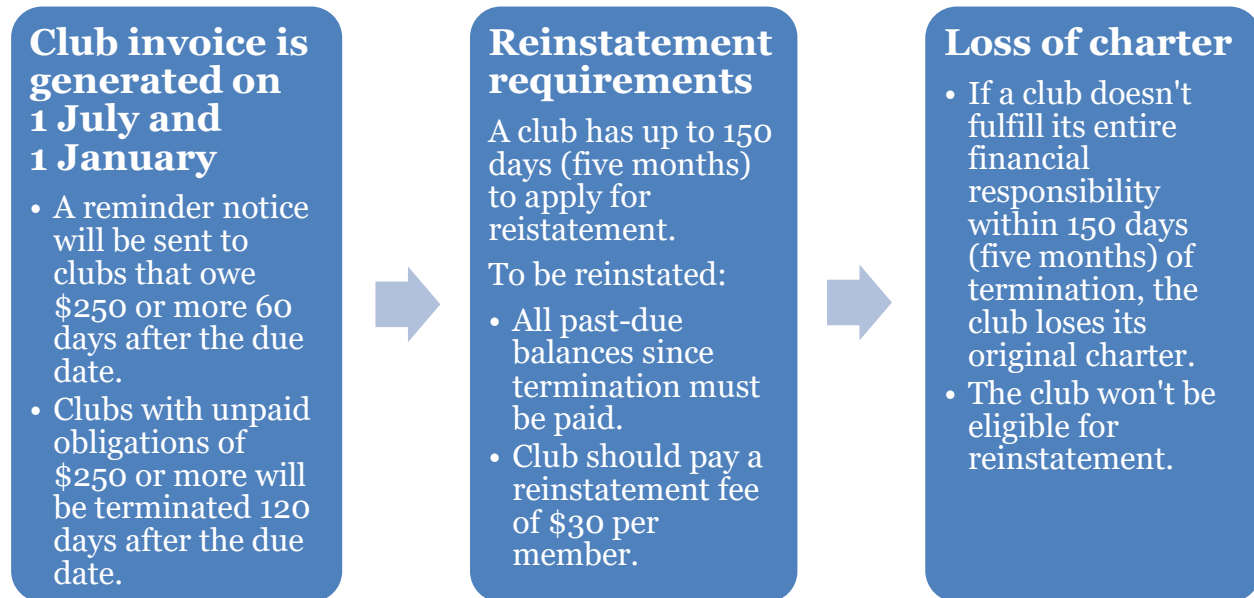 Club invoice is
generated on
1 July and
1 January
• A reminder notice
will be sent to
clubs that owe
$250 or more 60
days after the due
date.
• Clubs with unpaid
obligations of
$250 or more will
be terminated 120
days after the due
date.
Reinstatement
requirements
A club has up to 150
days (five months)
to apply for
reistatement.
To be reinstated:
• All past-due
balances since
termination must
be paid.
• Club should pay a
reinstatement fee
of $30 per
member.
Loss of charter
• If a club doesn't
fulfill its entire
financial
responsibility
within 150 days
(five months) of
termination, the
club loses its
original charter.
• The club won't be
eligible for
reinstatement.